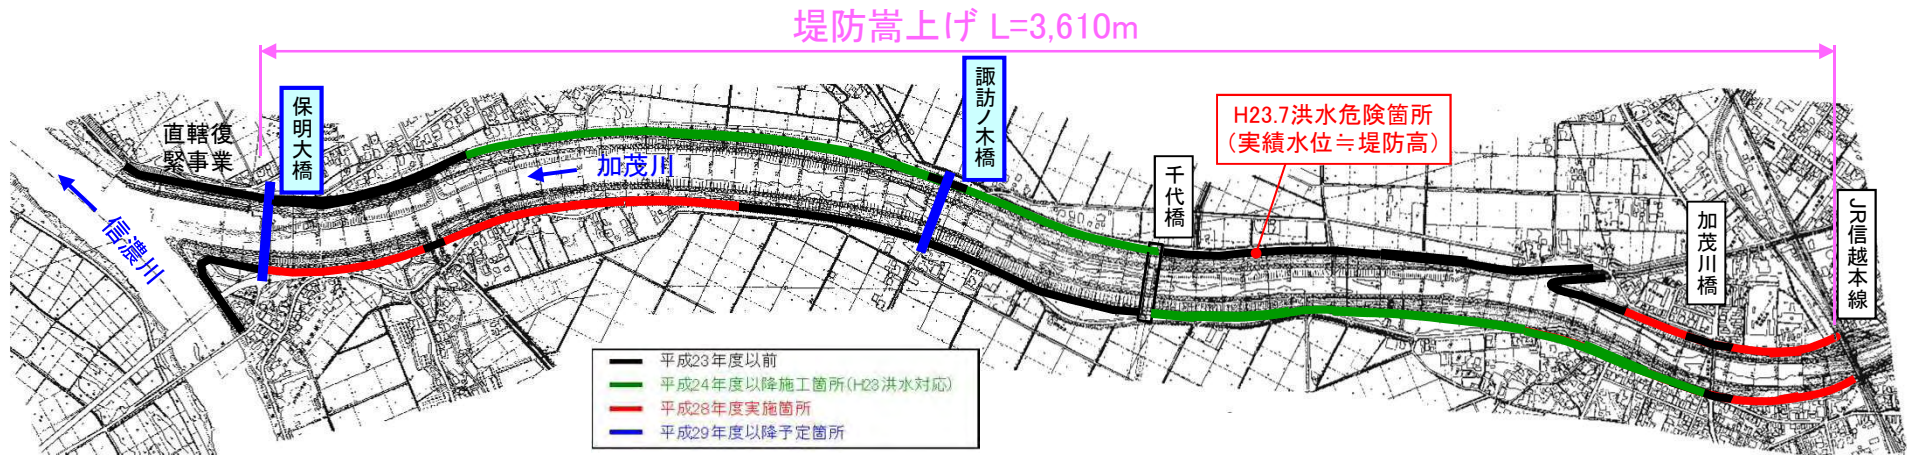 堤防嵩上げ L=3,610m
直轄復
緊事業
保明大橋
諏訪ノ木橋
H23.7洪水危険箇所
(実績水位≒堤防高)
千代橋
加茂川橋
JR信越本線
加茂川
信濃川
平成23年度以前
平成24年度以降施工箇所(H23洪水対応)
平成28年度実施箇所
平成29年度以降予定箇所